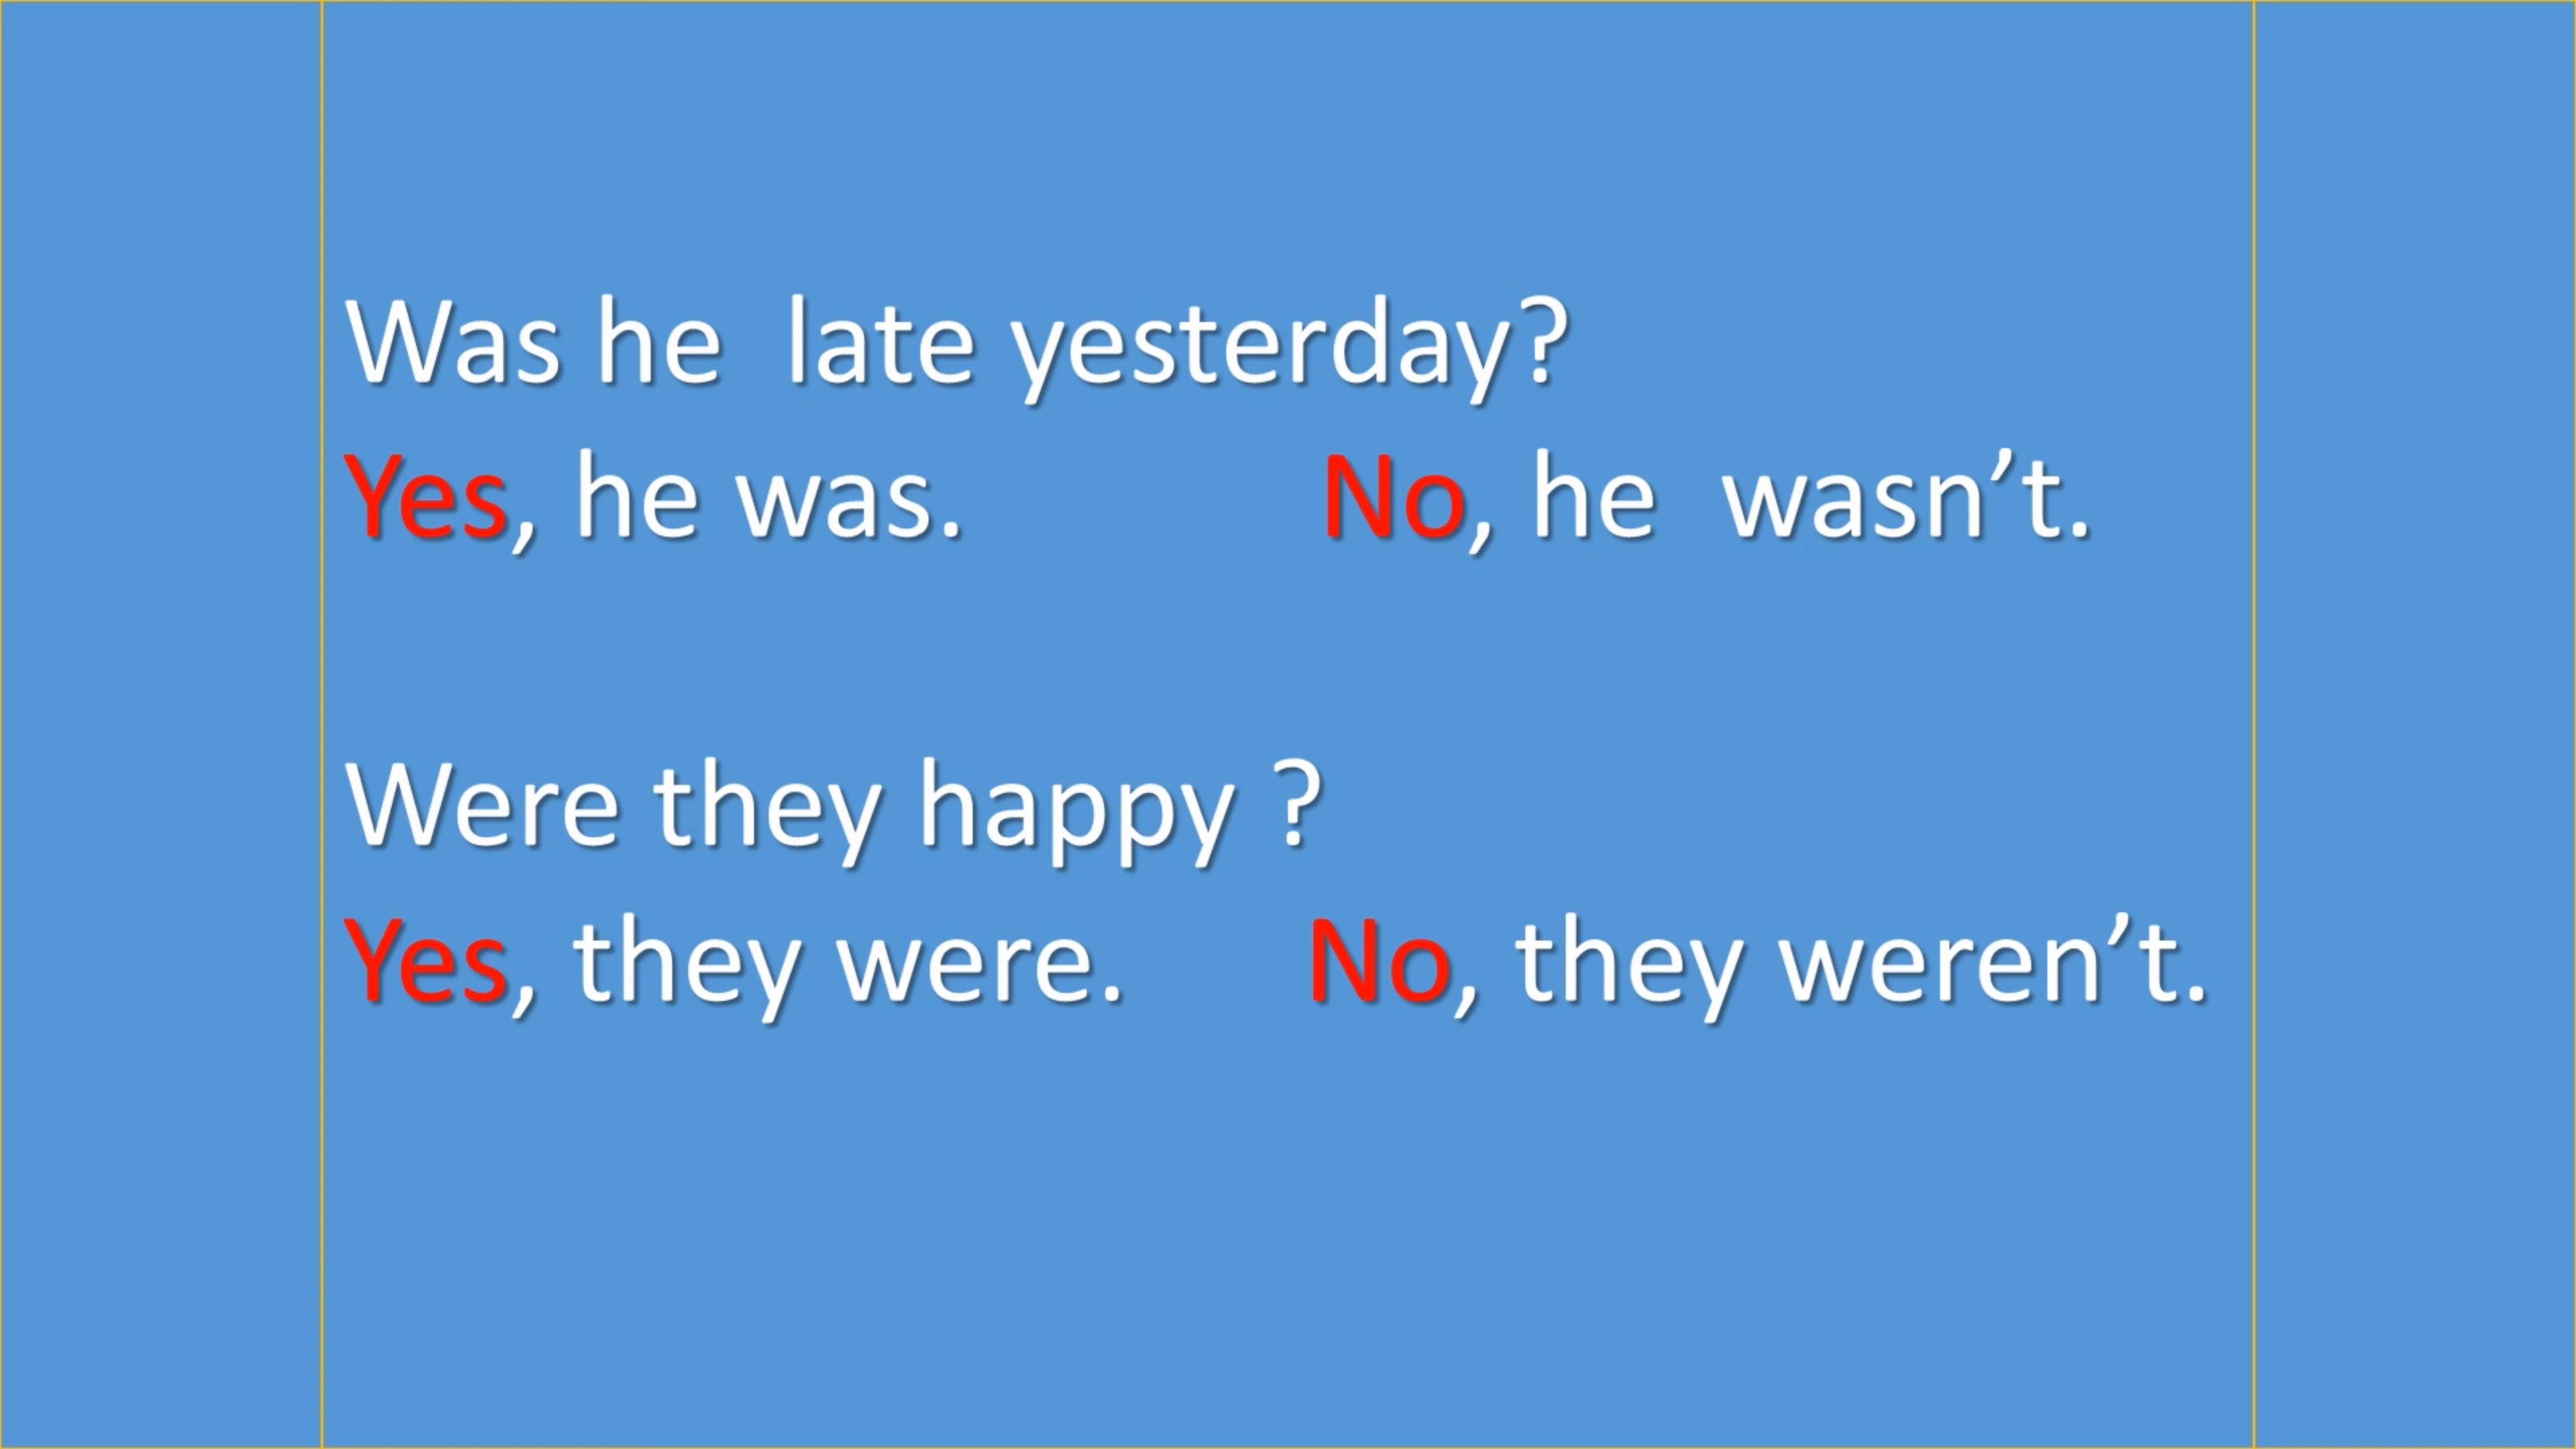 Was he  late yesterday?
Yes, he was.            No, he  wasn’t.
Were they happy ?
Yes, they were.      No, they weren’t.